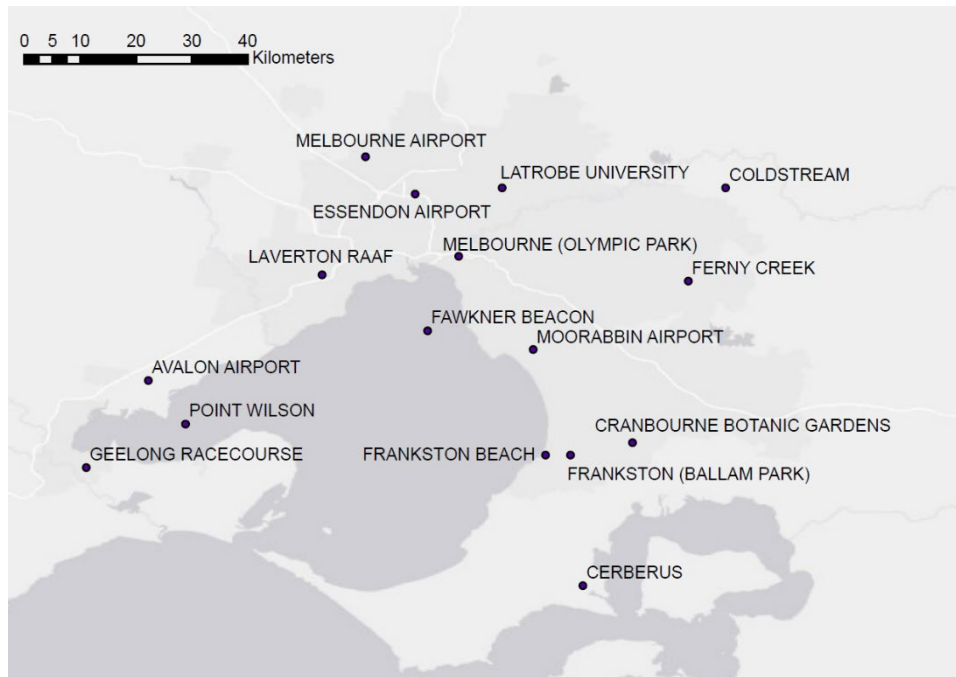 0 5 10 20 30 40
Kilometers
MELBOURNE AIRPORT
LATROBE UNIVERSITY
COLDSTREAM
ESSENDON AIRPORT
MELBOURNE (OLYMPIC PARK)
LAVERTON RAAF
FERNY CREEK
FAWKNER BEACON
MOORABBIN AIRPORT
AVALON AIRPORT
POINT WILSON
CRANBOURNE BOTANIC GARDENS
GEELONG RACECOURSE
FRANKSTON BEACH
FRANKSTON (BALLAM PARK)
CERBERUS